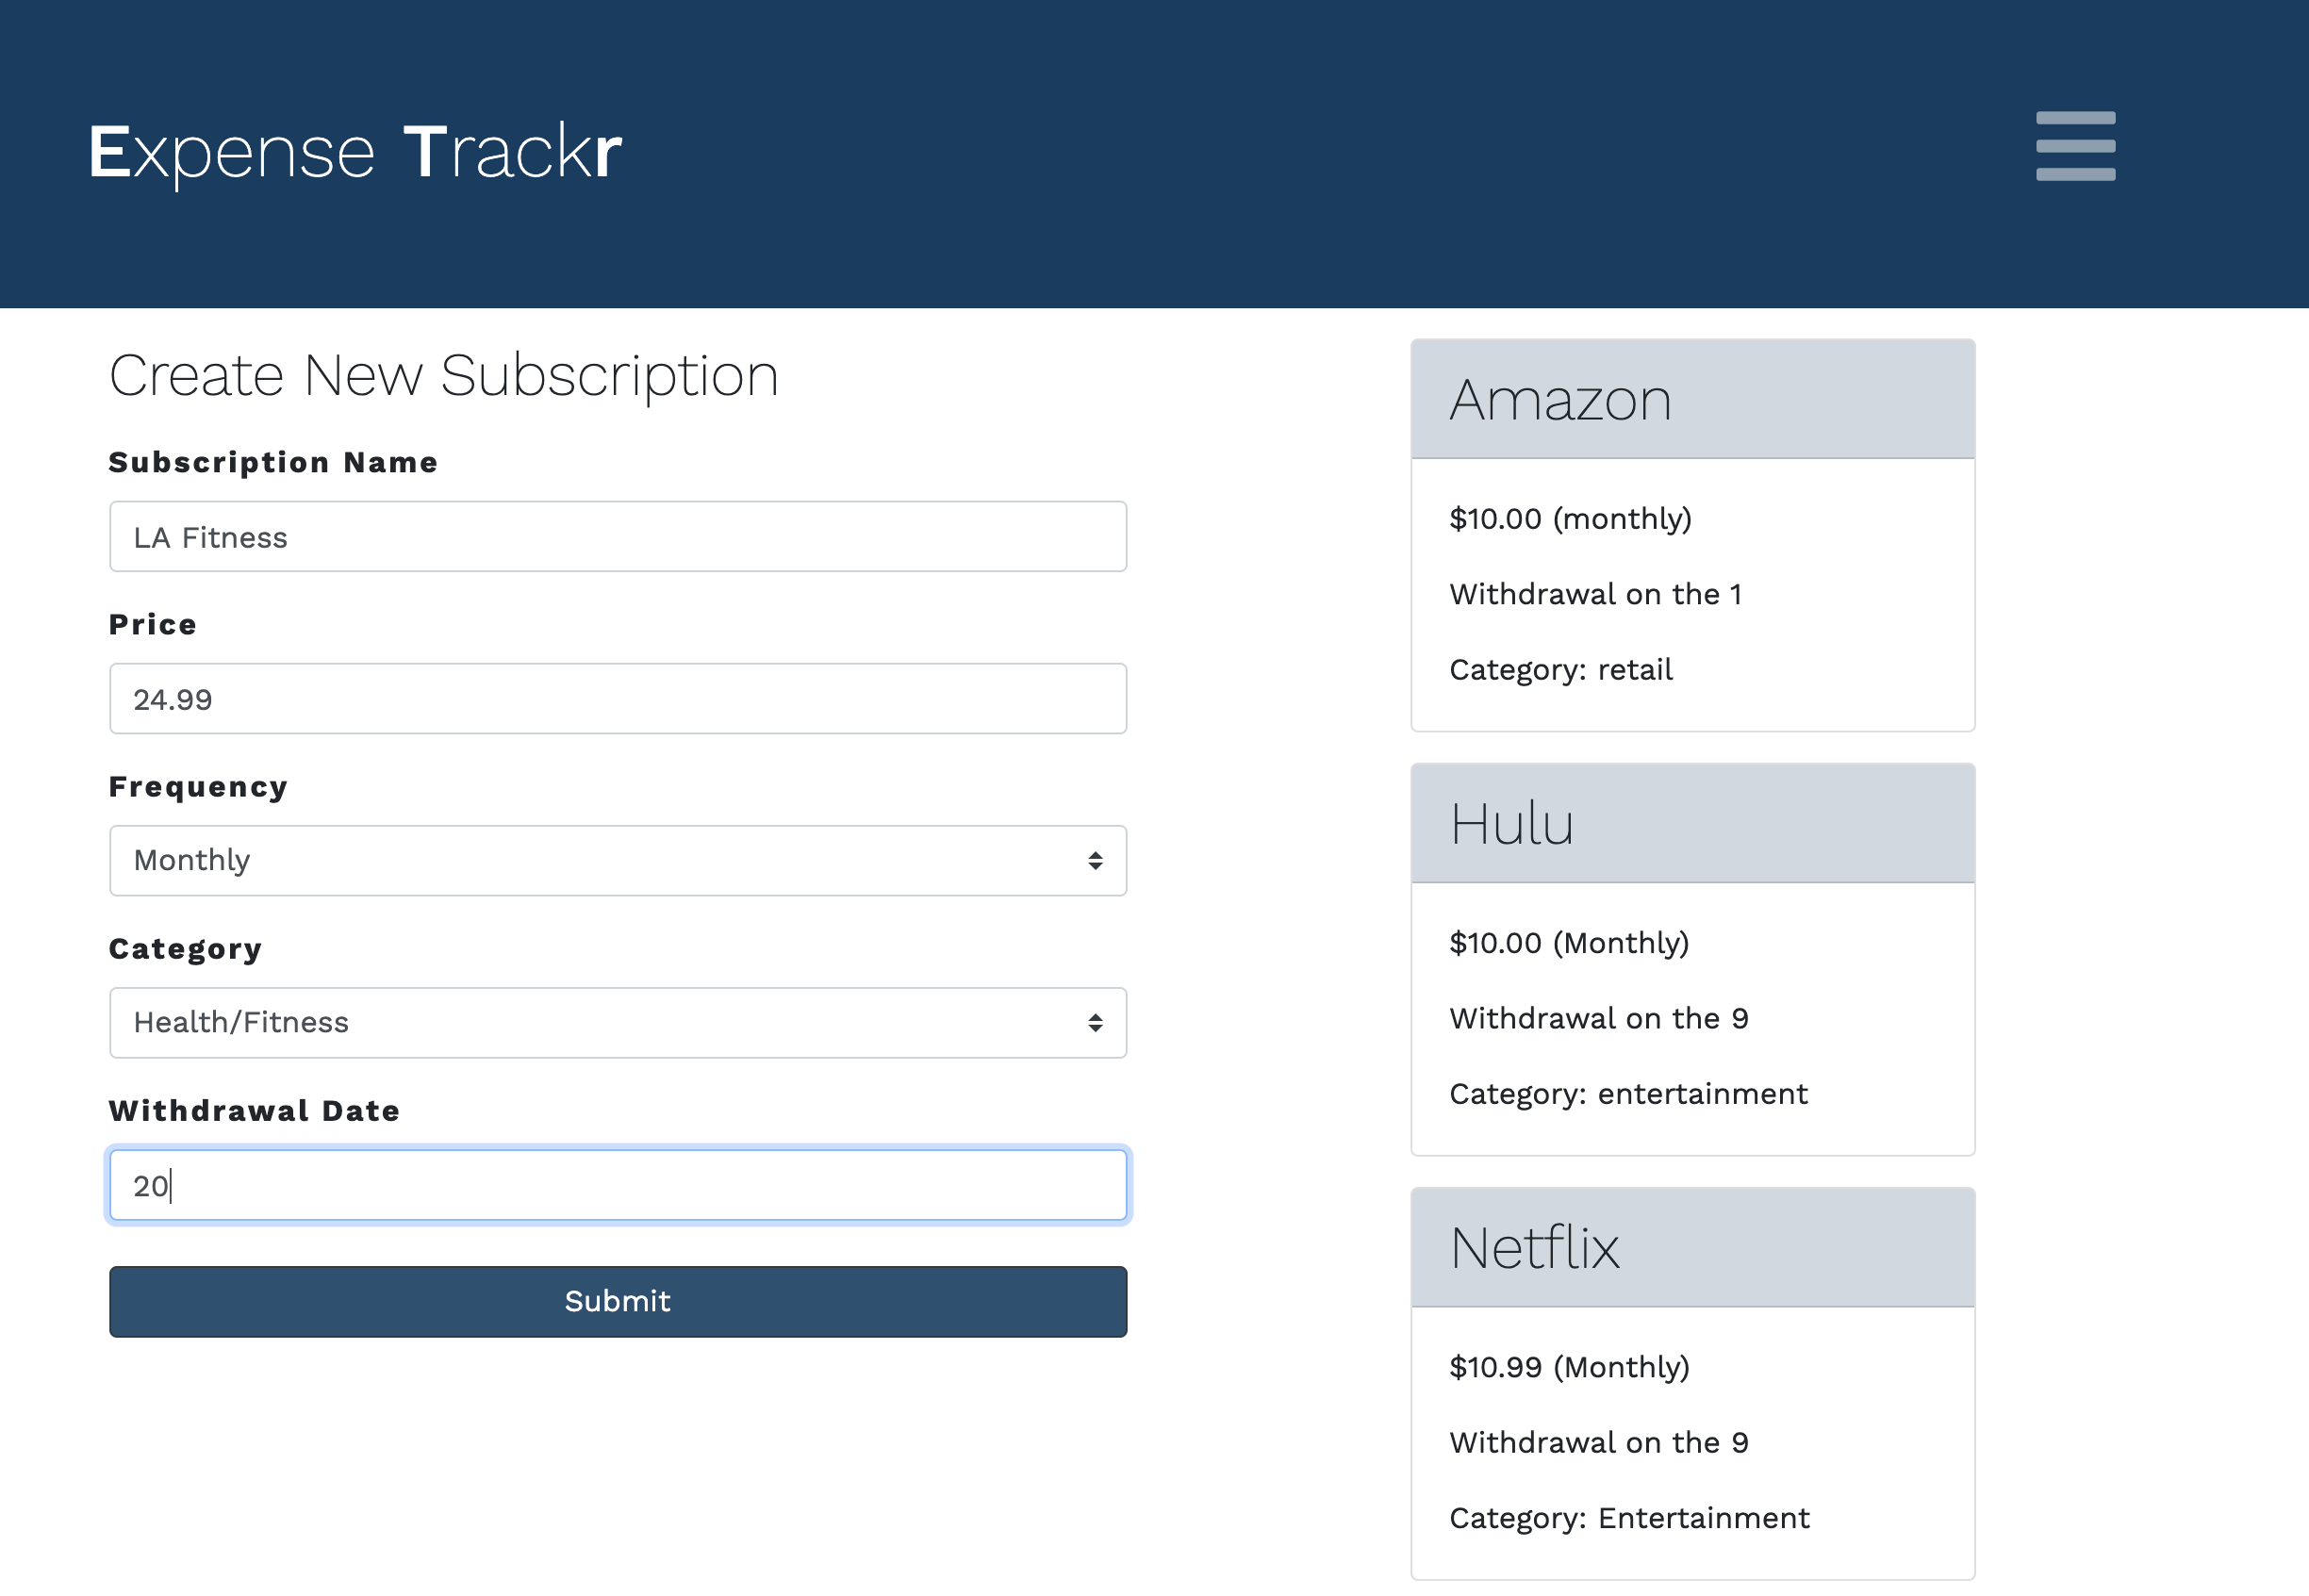 Expense Trackr
Create New Subscription
Subscription Name
LA Fitness
Price
24.99
Frequency
Monthly
Category
Health/Fitness
Withdrawal Date
20
Submit
Amazon
$10.00 (monthly)
Withdrawal on the 1
Category: retail
Hulu
$10.00 (Monthly)
Withdrawal on the 9
Category: entertainment
Netflix
$10.99 (Monthly)
Withdrawal on the 9
Category: Entertainment